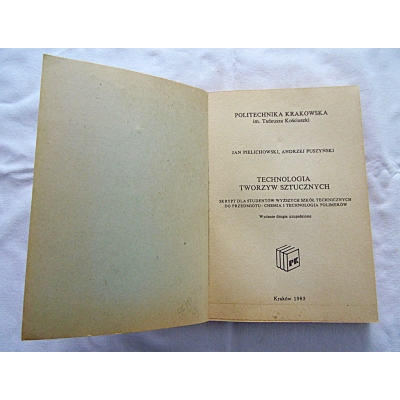 POLITECHNIKA KRAKOWSKA
im. Tadeusza Kościuszki
JAN PIELICHOWSKI, ANDRZEJ PUSZYŃSKI
TECHNOLOGIA
TWORZYW SZTUCZNYCH
SKRYPT DLA STUDENTÓW WYŻSZYCH SZKÓŁ TECHNICZNYCH
DO PRZEDMIOTU: CHEMIA I TECHNOLOGIA POLIMERÓW
Wydanie drugie uzupełnione
PK
Kraków 1983